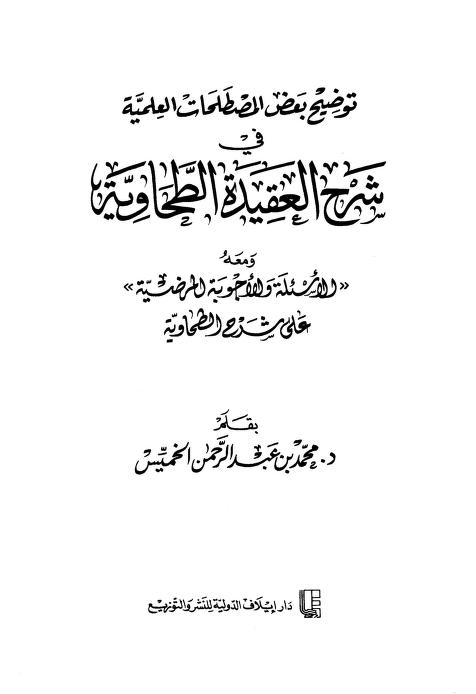 توضيح بعض المصطلحات العلمية
في
شرح العقيدة الطحاوية
ومعه
«الأسئلة والأجوبة المرضية»
على شرح الطحاوية
بقلم
د. محمد بن عبد الرحمن الخميس
دار إيلاف الدولية للنشر والتوزيع